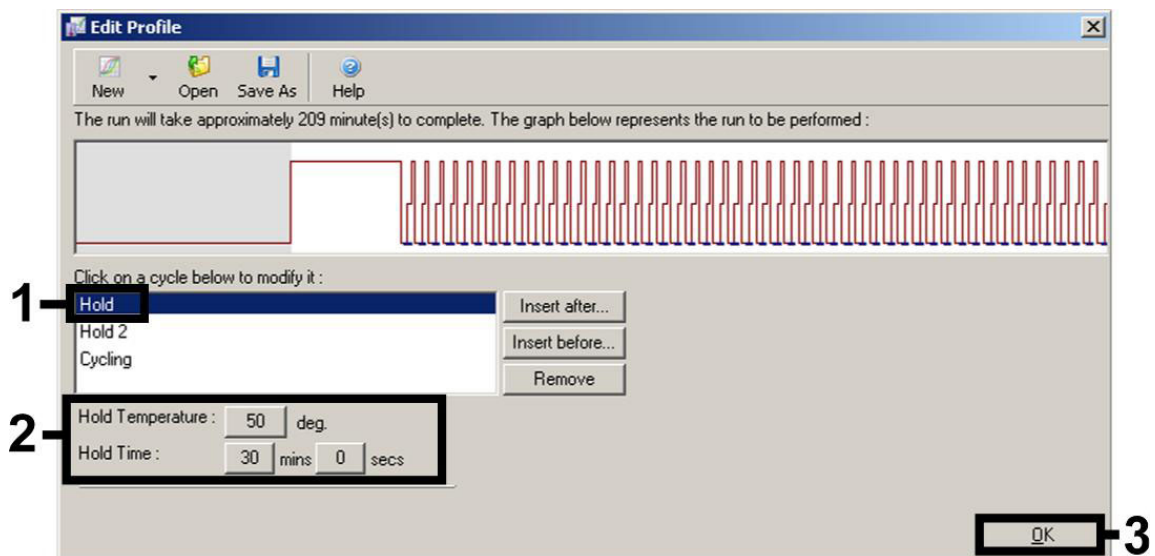 Edit Profile
New Open Save As Help
The run will take approximately 209 minute(s) to complete. The graph below represents the run to be performed :
Click on a cycle below to modify it :
1
Hold
Insert after...
Hold 2
Insert before...
Cycling
Remove
2
Hold Temperature : 50 deg.
Hold Time : 30 mins 0 secs
OK
3